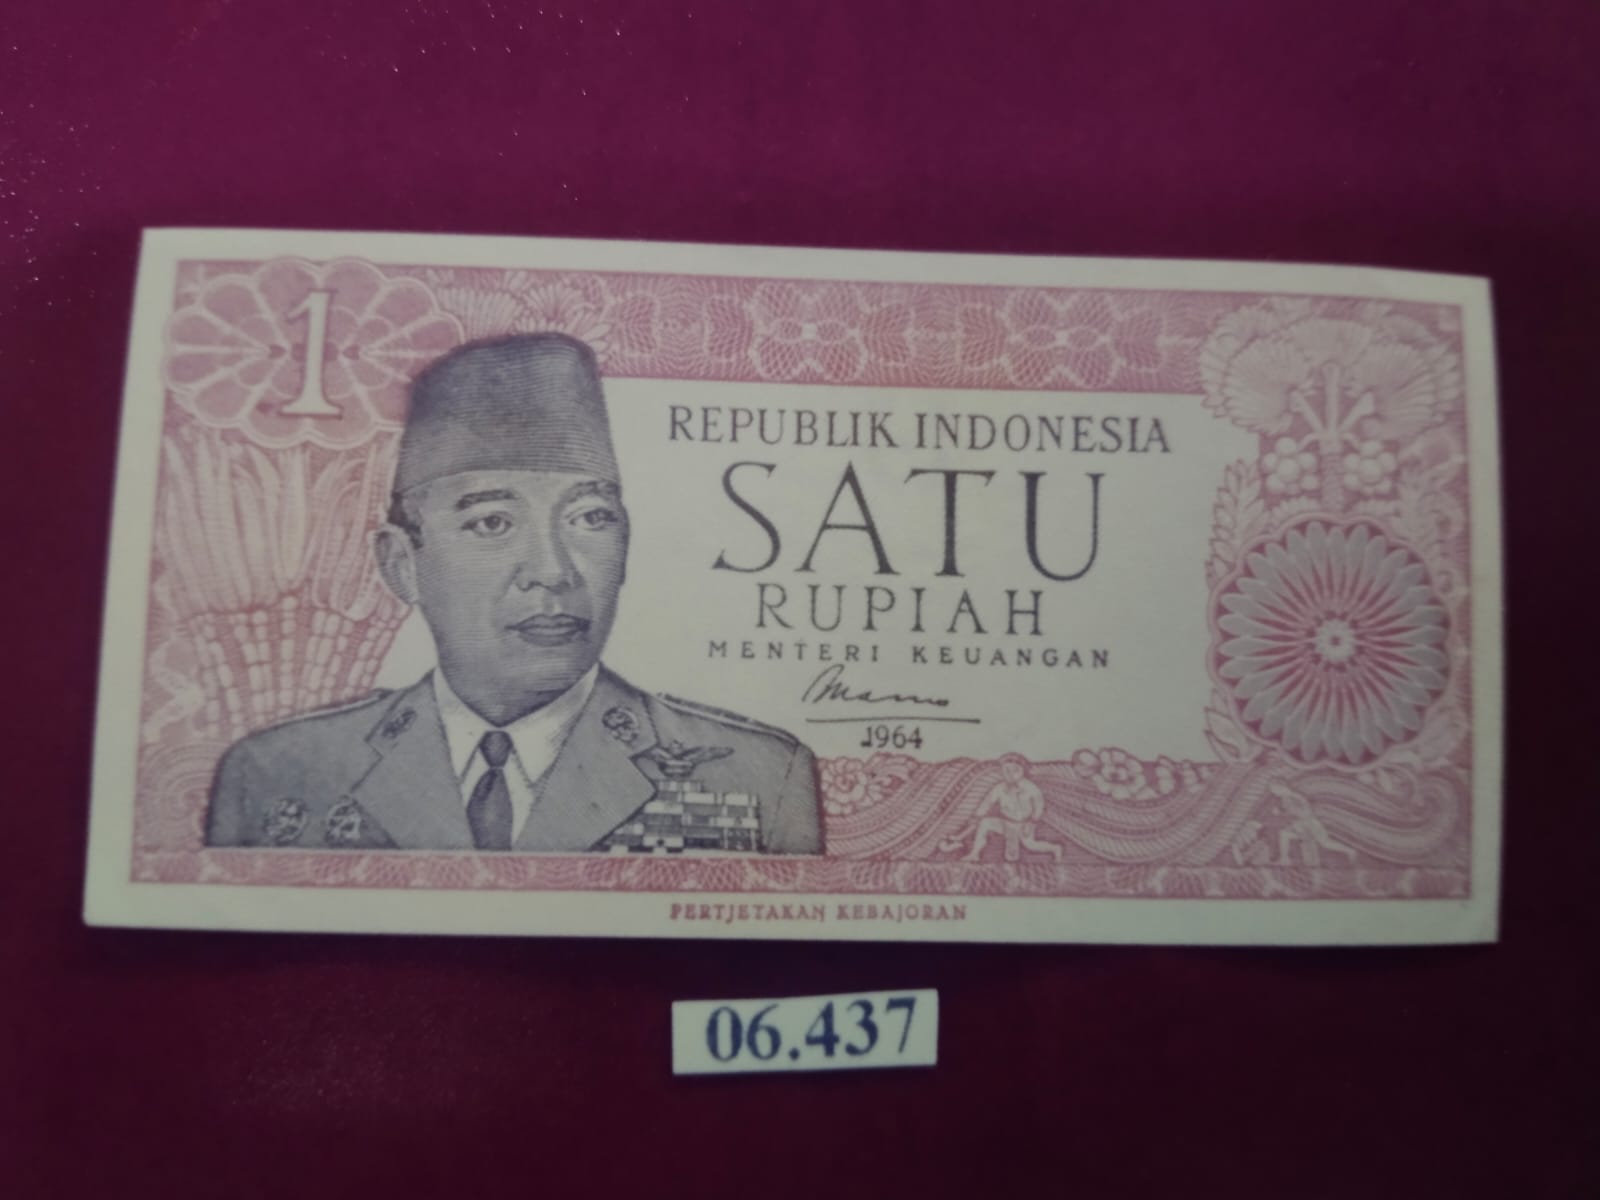 1
REPUBLIK INDONESIA
SATU
RUPIAH
MENTERI KEUANGAN
1964
PERTJETAKAN KEBAJORAN
06.437